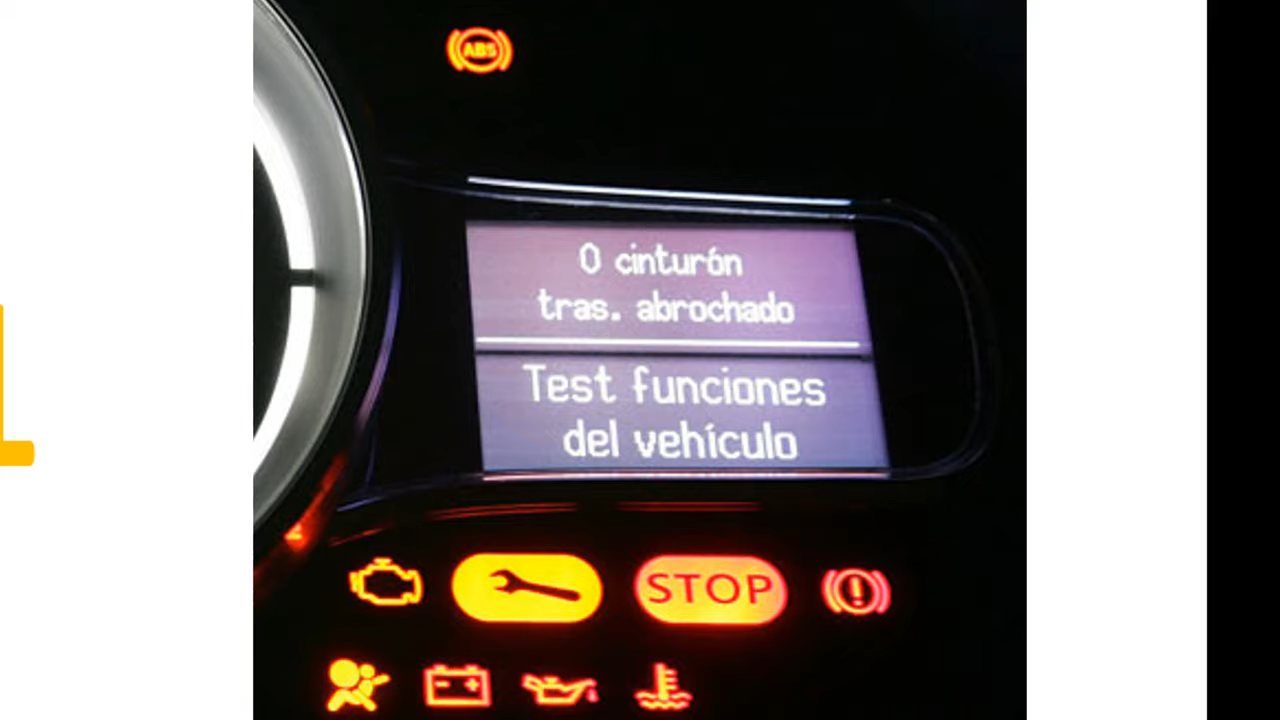 ABS
0 cinturón
tras. abrochado
Test funciones
del vehículo
STOP